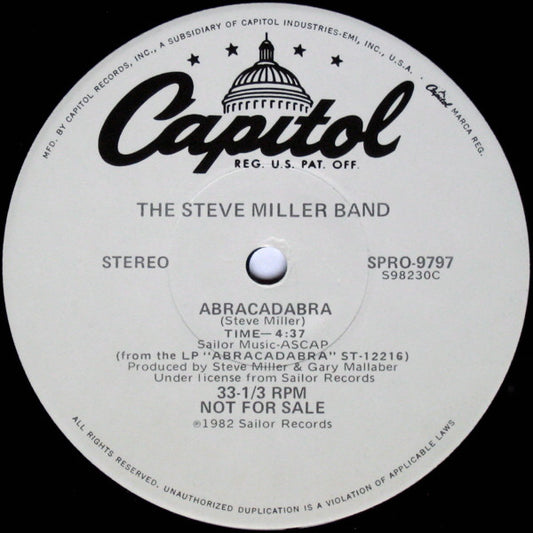 MFD. BY CAPITOL RECORDS, INC., A SUBSIDIARY OF CAPITOL INDUSTRIES-EMI, INC., U.S.A. . Capitol MARCA REG.
Capitol
REG. U.S. PAT. OFF.
THE STEVE MILLER BAND
STEREO
SPRO-9797
S98230C
ABRACADABRA
(Steve Miller)
TIME—4:37
Sailor Music-ASCAP
(from the LP "ABRACADABRA" ST-12216)
Produced by Steve Miller & Gary Mallaber
Under license from Sailor Records
33-1/3 RPM
NOT FOR SALE
℗1982 Sailor Records
ALL RIGHTS RESERVED. UNAUTHORIZED DUPLICATION IS A VIOLATION OF APPLICABLE LAWS